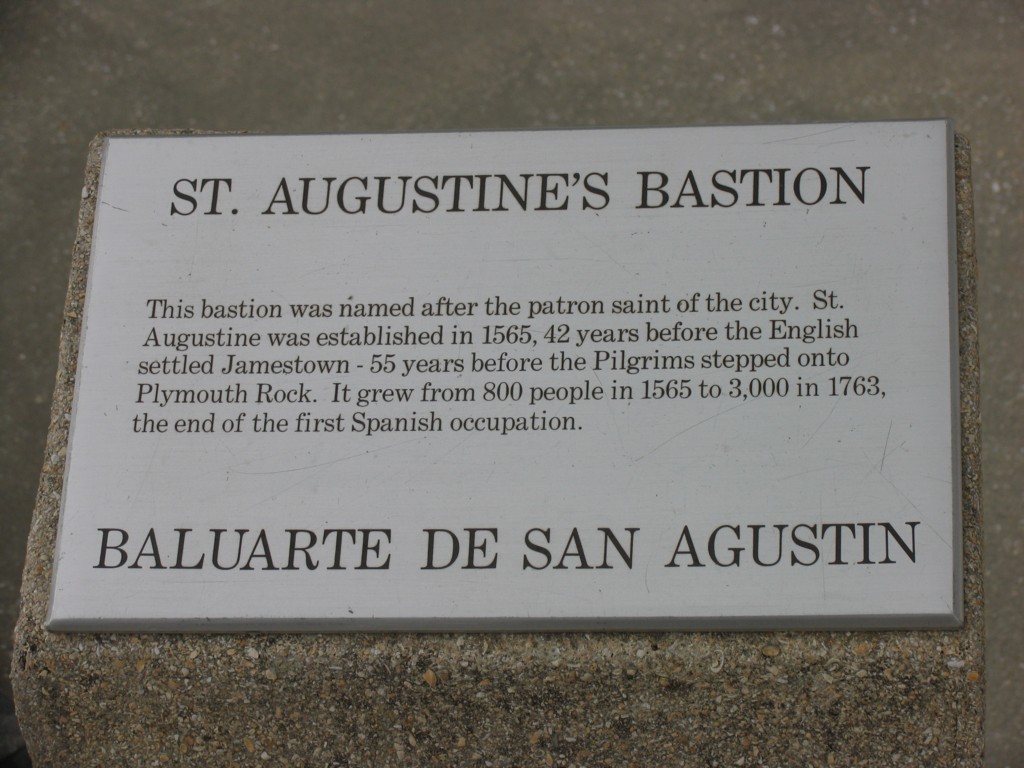 ST. AUGUSTINE'S BASTION
This bastion was named after the patron saint of the city. St.
Augustine was established in 1565, 42 years before the English
settled Jamestown - 55 years before the Pilgrims stepped onto
Plymouth Rock. It grew from 800 people in 1565 to 3,000 in 1763,
the end of the first Spanish occupation.
BALUARTE DE SAN AGUSTIN